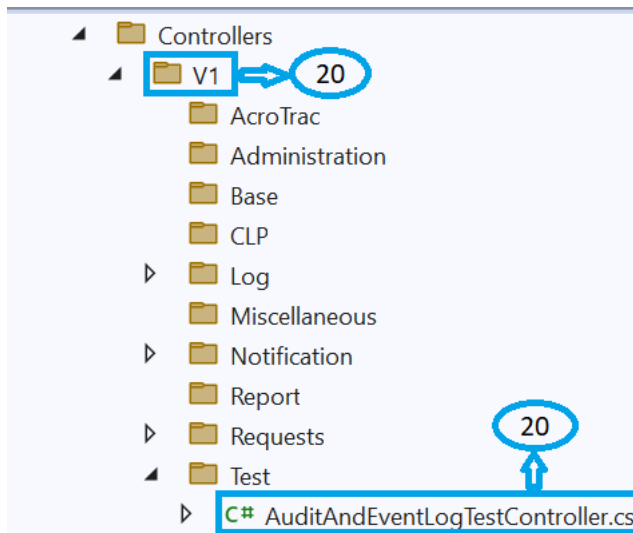 Controllers
V1 20
AcroTrac
Administration
Base
CLP
Log
Miscellaneous
Notification
Report
Requests
20
Test
C# AuditAndEventLogTestController.cs